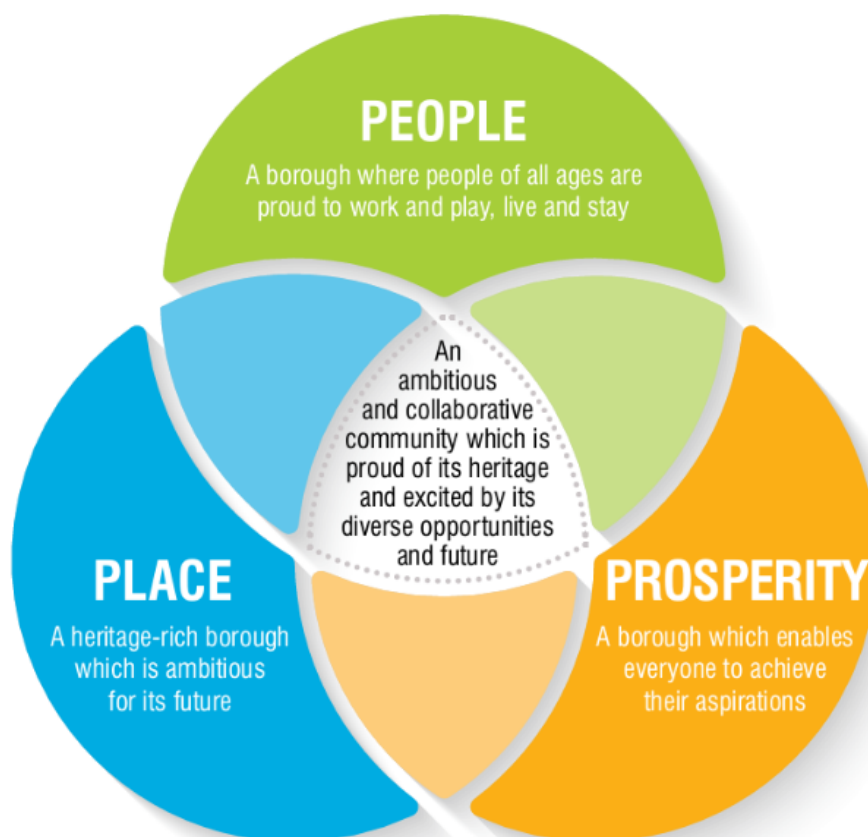 PEOPLE
A borough where people of all ages are
proud to work and play, live and stay
An
ambitious
and collaborative
community which is
proud of its heritage
and excited by its
diverse opportunities
and future
PLACE
A heritage-rich borough
which is ambitious
for its future
PROSPERITY
A borough which enables
everyone to achieve
their aspirations